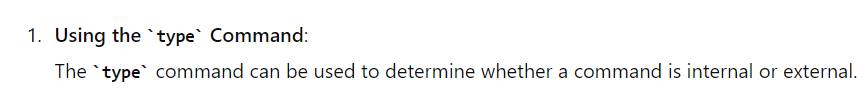 1. Using the `type` Command:
The `type` command can be used to determine whether a command is internal or external.